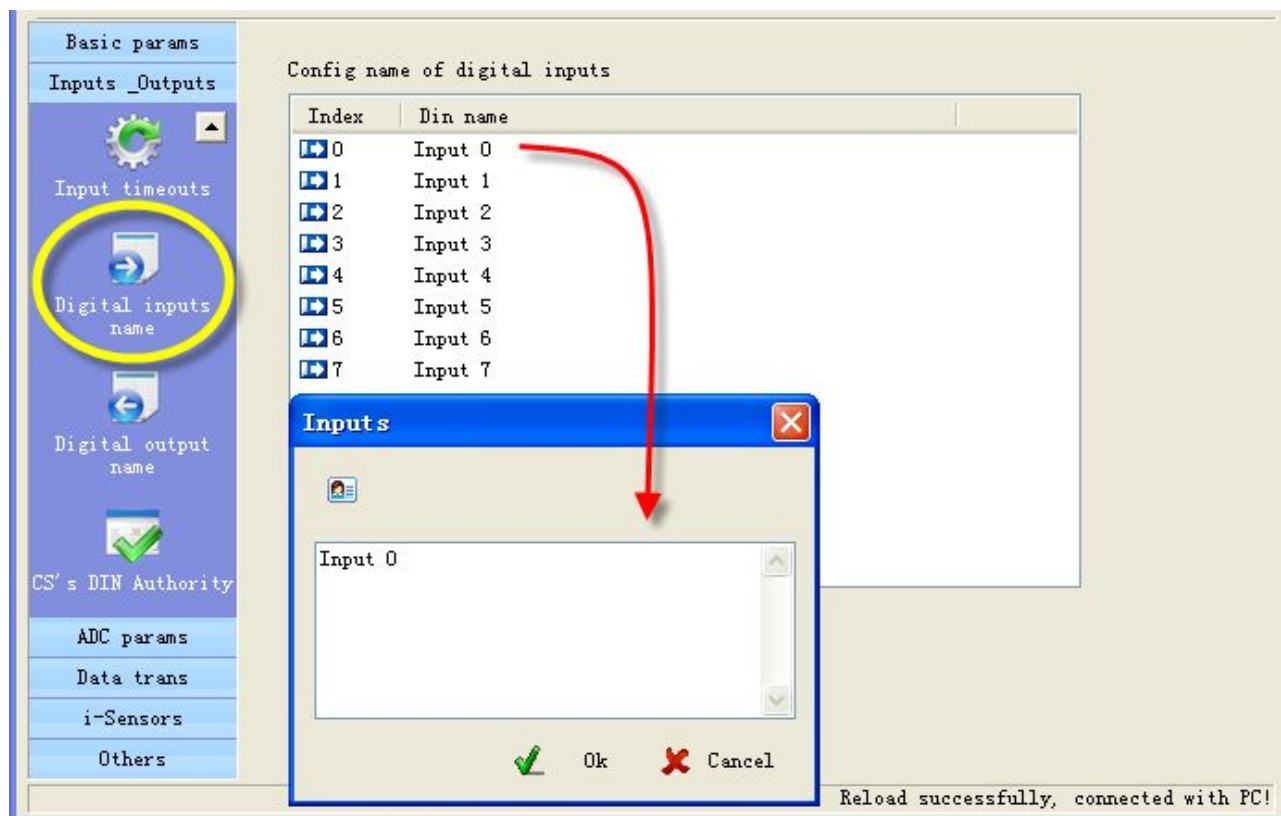 Basic params
Inputs _Outputs
Input timeouts
Digital inputs
name
Digital output
name
CS's DIN Authority
ADC params
Data trans
i-Sensors
Others
Config name of digital inputs
Index Din name
0 Input 0
1 Input 1
2 Input 2
3 Input 3
4 Input 4
5 Input 5
6 Input 6
7 Input 7
Inputs
Input 0
Ok Cancel
Reload successfully, connected with PC!